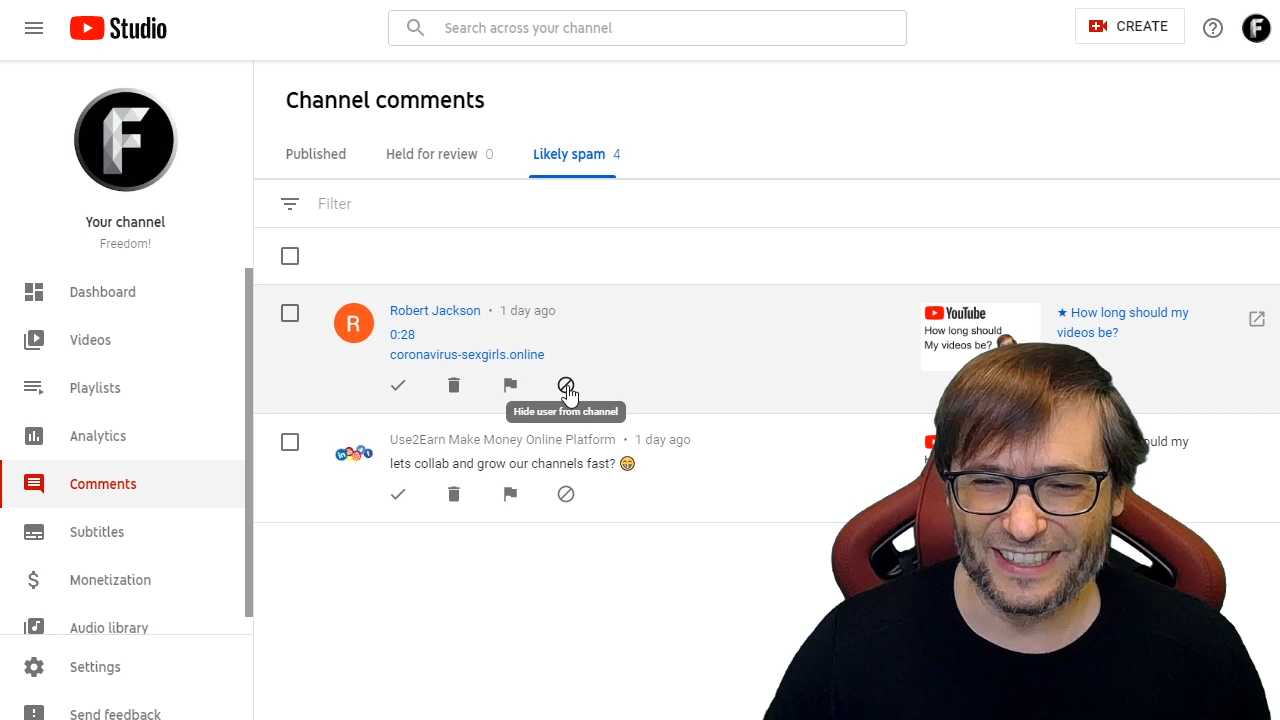 Studio
Search across your channel
CREATE
F
F
Your channel
Freedom!
Dashboard
Videos
Playlists
Analytics
Comments
Subtitles
Monetization
Audio library
Settings
Send feedback
Channel comments
Published
Held for review 0
Likely spam 4
Filter
R
Robert Jackson • 1 day ago
0:28
coronavirus-sexgirls.online
Hide user from channel
YouTube
How long should
My videos be?
★ How long should my
videos be?
Use2Earn Make Money Online Platform • 1 day ago
lets collab and grow our channels fast? 😁
in
ould my